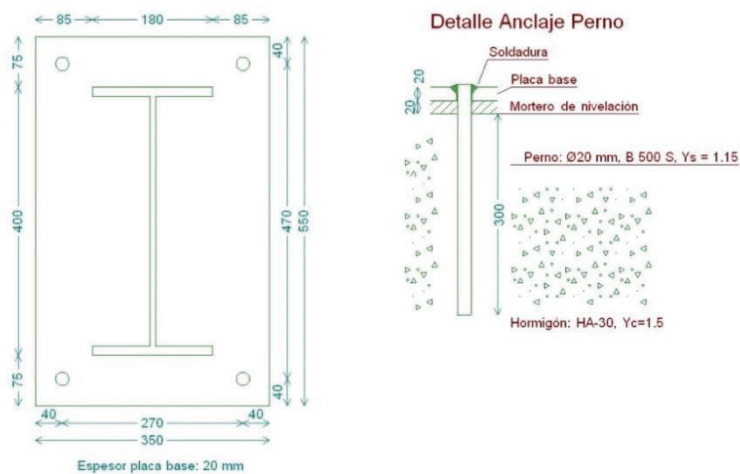 85 180 85
75
400
75
40
470
40
550
40 270 40
350
Espesor placa base: 20 mm
Detalle Anclaje Perno
Soldadura
Placa base
Mortero de nivelación
20
20
300
Perno: Ø20 mm, B 500 S, Ys = 1.15
Hormigón: HA-30, Yc=1.5